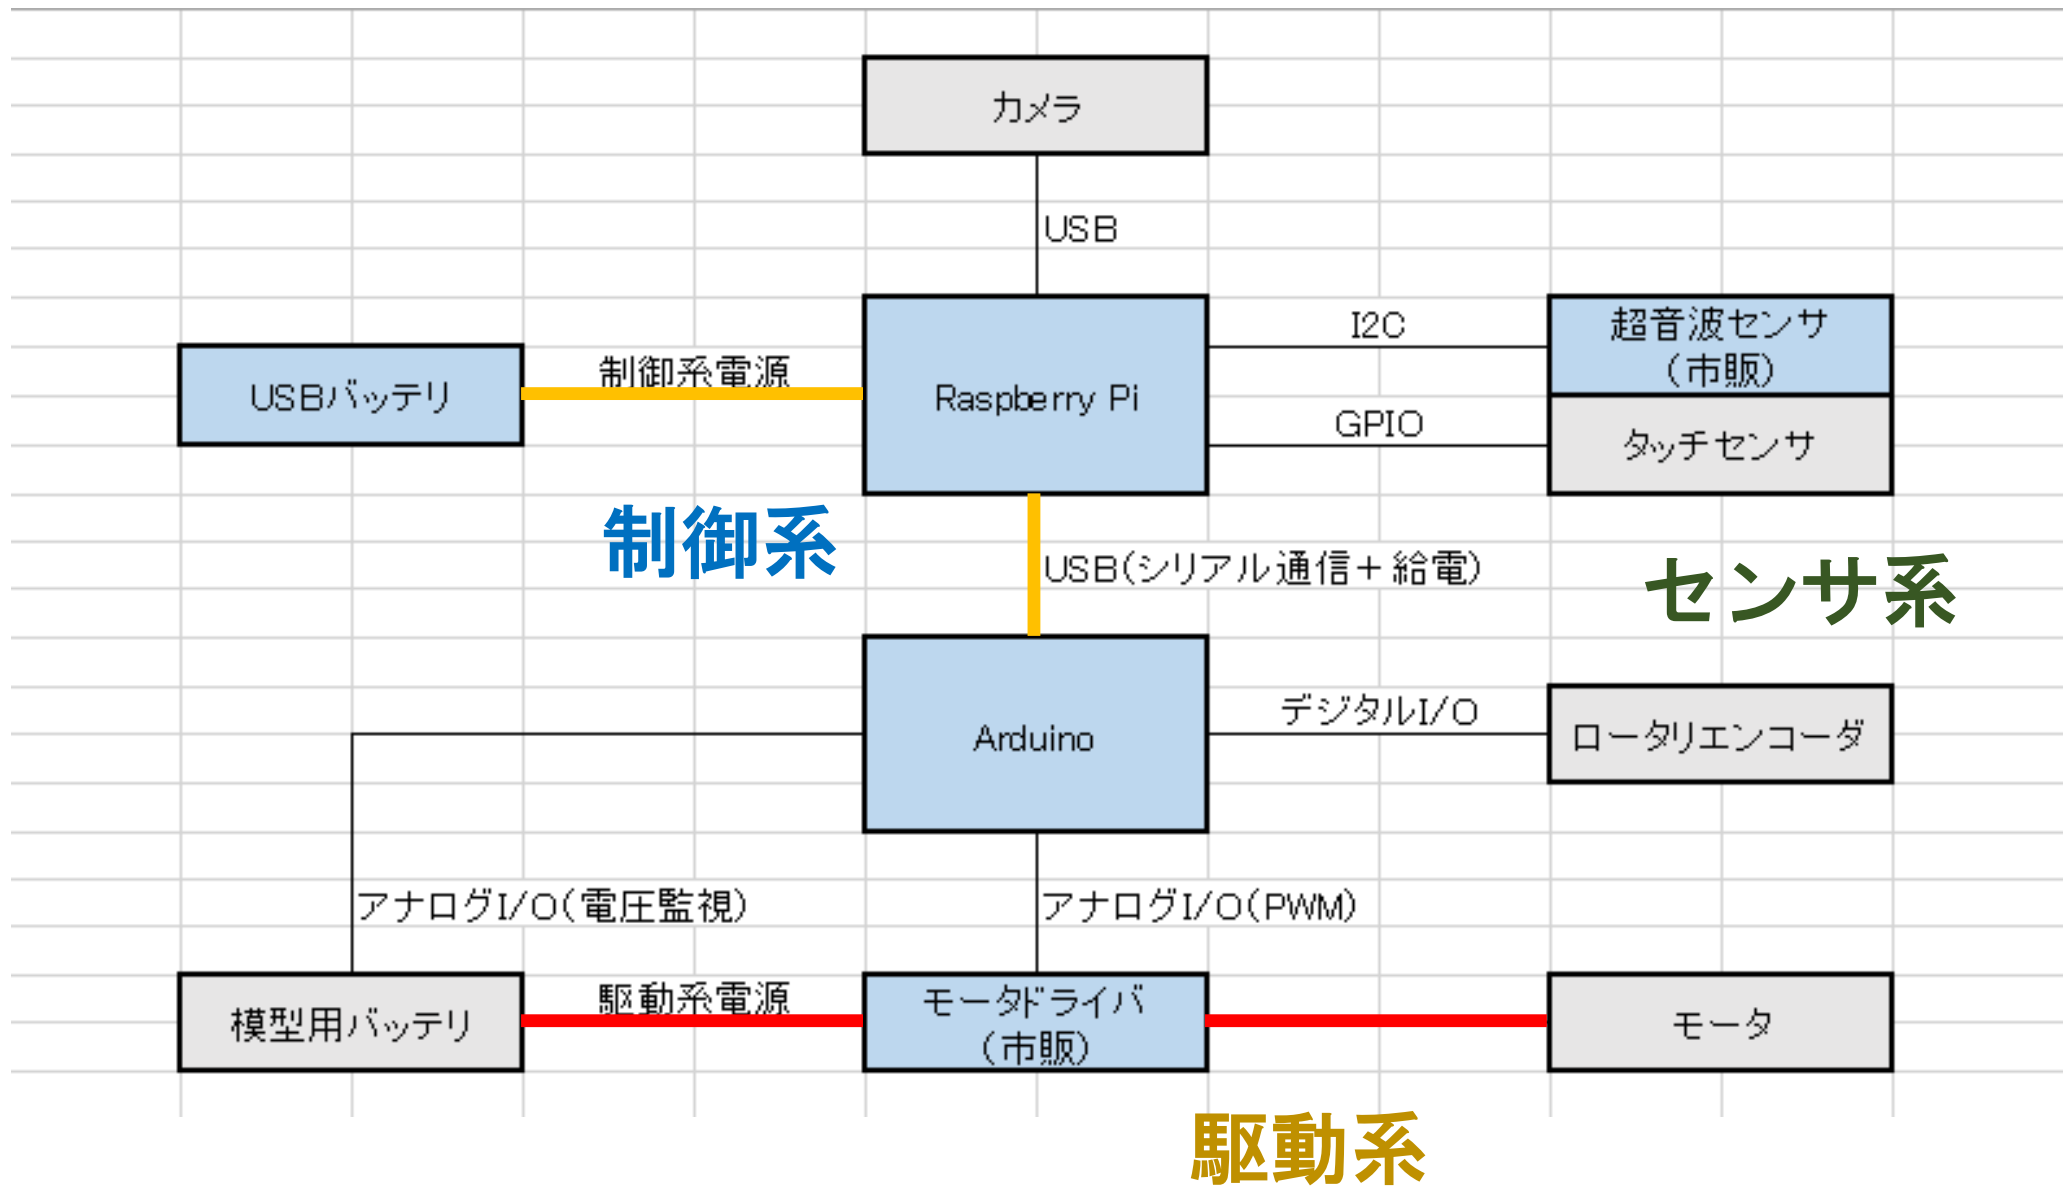 カメラ
USB
I2C
超音波センサ
(市販)
制御系電源
USBバッテリ
Raspberry Pi
GPIO
タッチセンサ
制御系
USB(シリアル通信+給電)
センサ系
デジタルI/O
Arduino
ロータリエンコーダ
アナログI/O(電圧監視)
アナログI/O(PWM)
駆動系電源
模型用バッテリ
モータドライバ
(市販)
モータ
駆動系